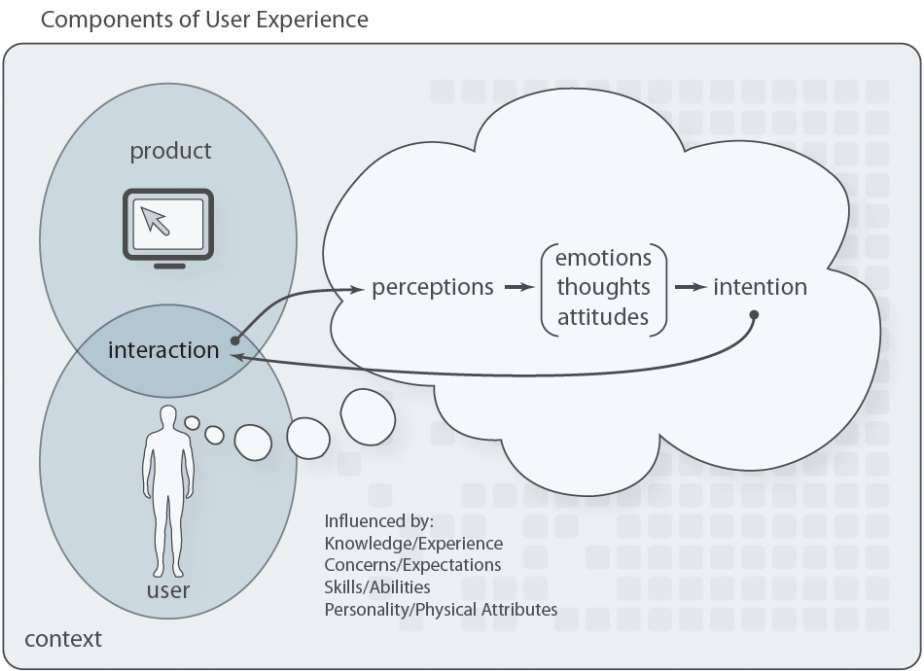 Components of User Experience
product
interaction
perceptions
emotions
thoughts
attitudes
intention
user
Influenced by:
Knowledge/Experience
Concerns/Expectations
Skills/Abilities
Personality/Physical Attributes
context